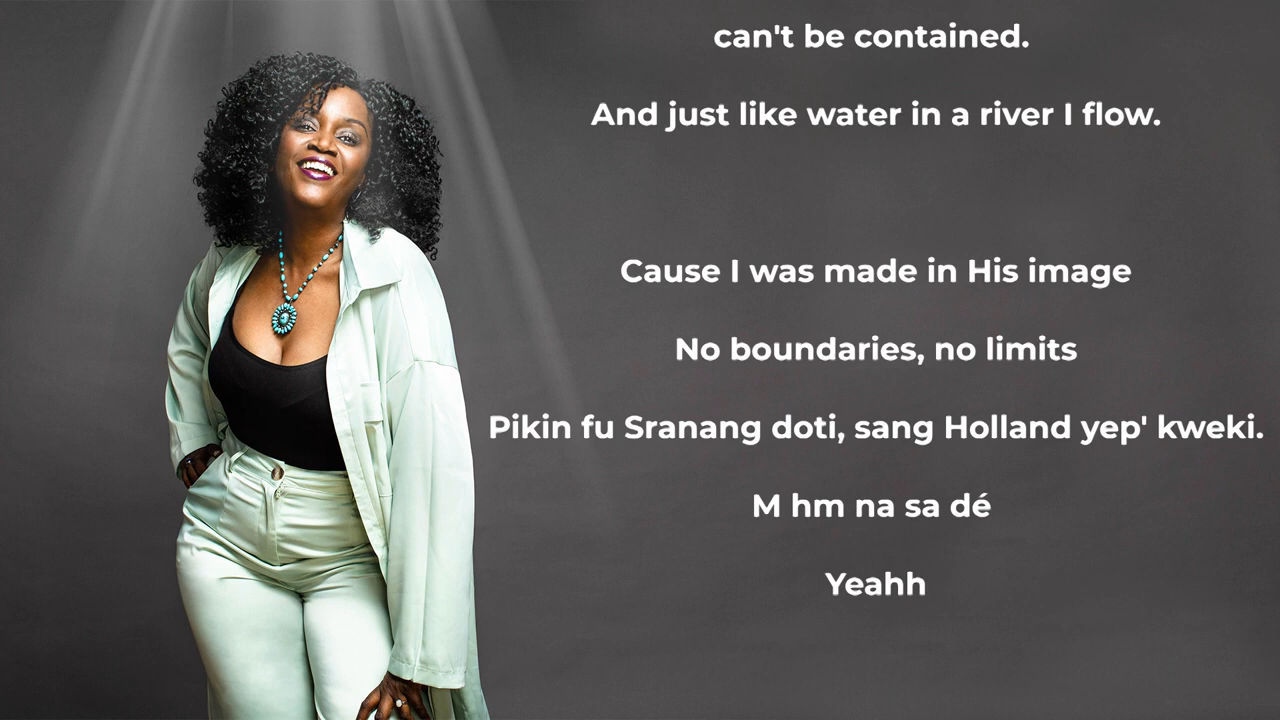 can't be contained.
And just like water in a river I flow.
Cause I was made in His image
No boundaries, no limits
Pikin fu Sranang doti, sang Holland yep' kweki.
M hm na sa dé
Yeahh